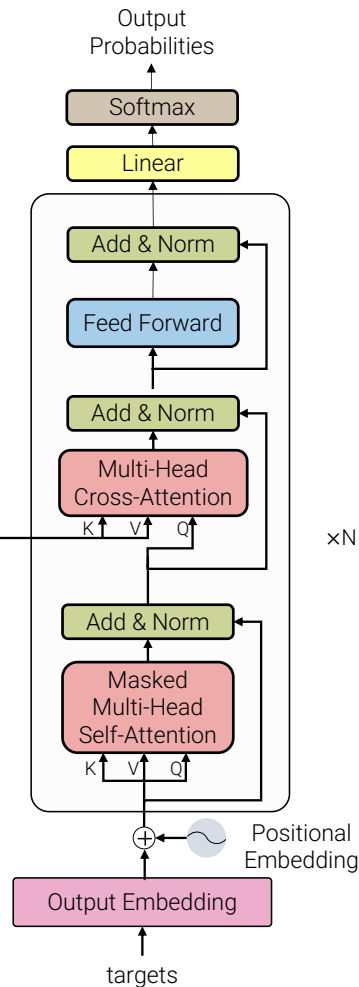 Output
Probabilities
Softmax
Linear
Add & Norm
Feed Forward
Add & Norm
Multi-Head
Cross-Attention
K V Q
×N
Add & Norm
Masked
Multi-Head
Self-Attention
K V Q
+
Positional
Embedding
Output Embedding
targets